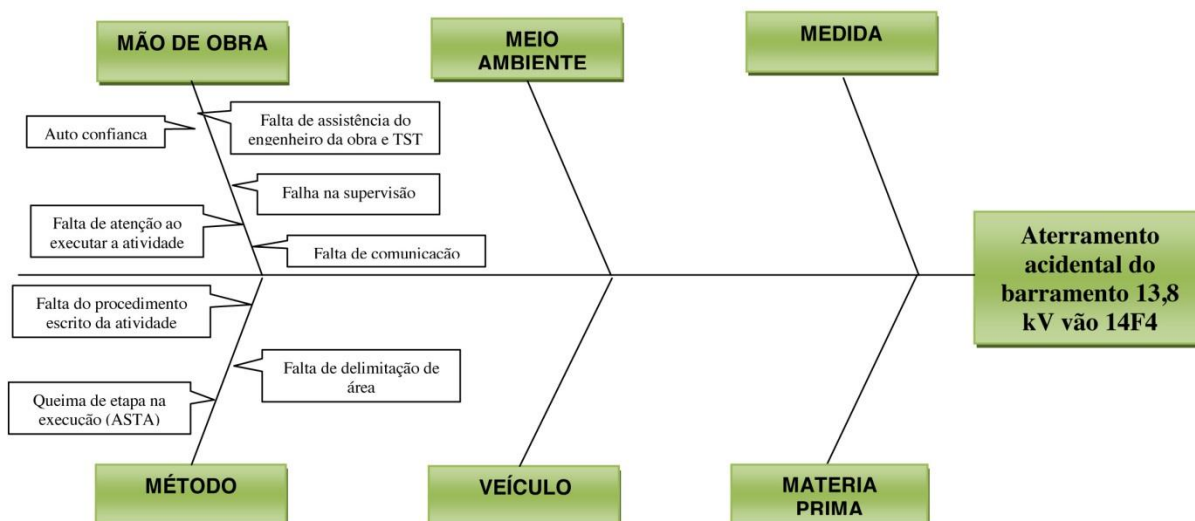 MÃO DE OBRA
MEIO
AMBIENTE
MEDIDA
Auto confianca
Falta de assistência do
engenheiro da obra e TST
Falha na supervisão
Falta de atenção ao
executar a atividade
Falta de comunicacão
Aterramento
acidental do
barramento 13,8
kV vão 14F4
Falta do procedimento
escrito da atividade
Falta de delimitação de
área
Queima de etapa na
execucão (ASTA)
MÉTODO
VEÍCULO
MATERIA
PRIMA